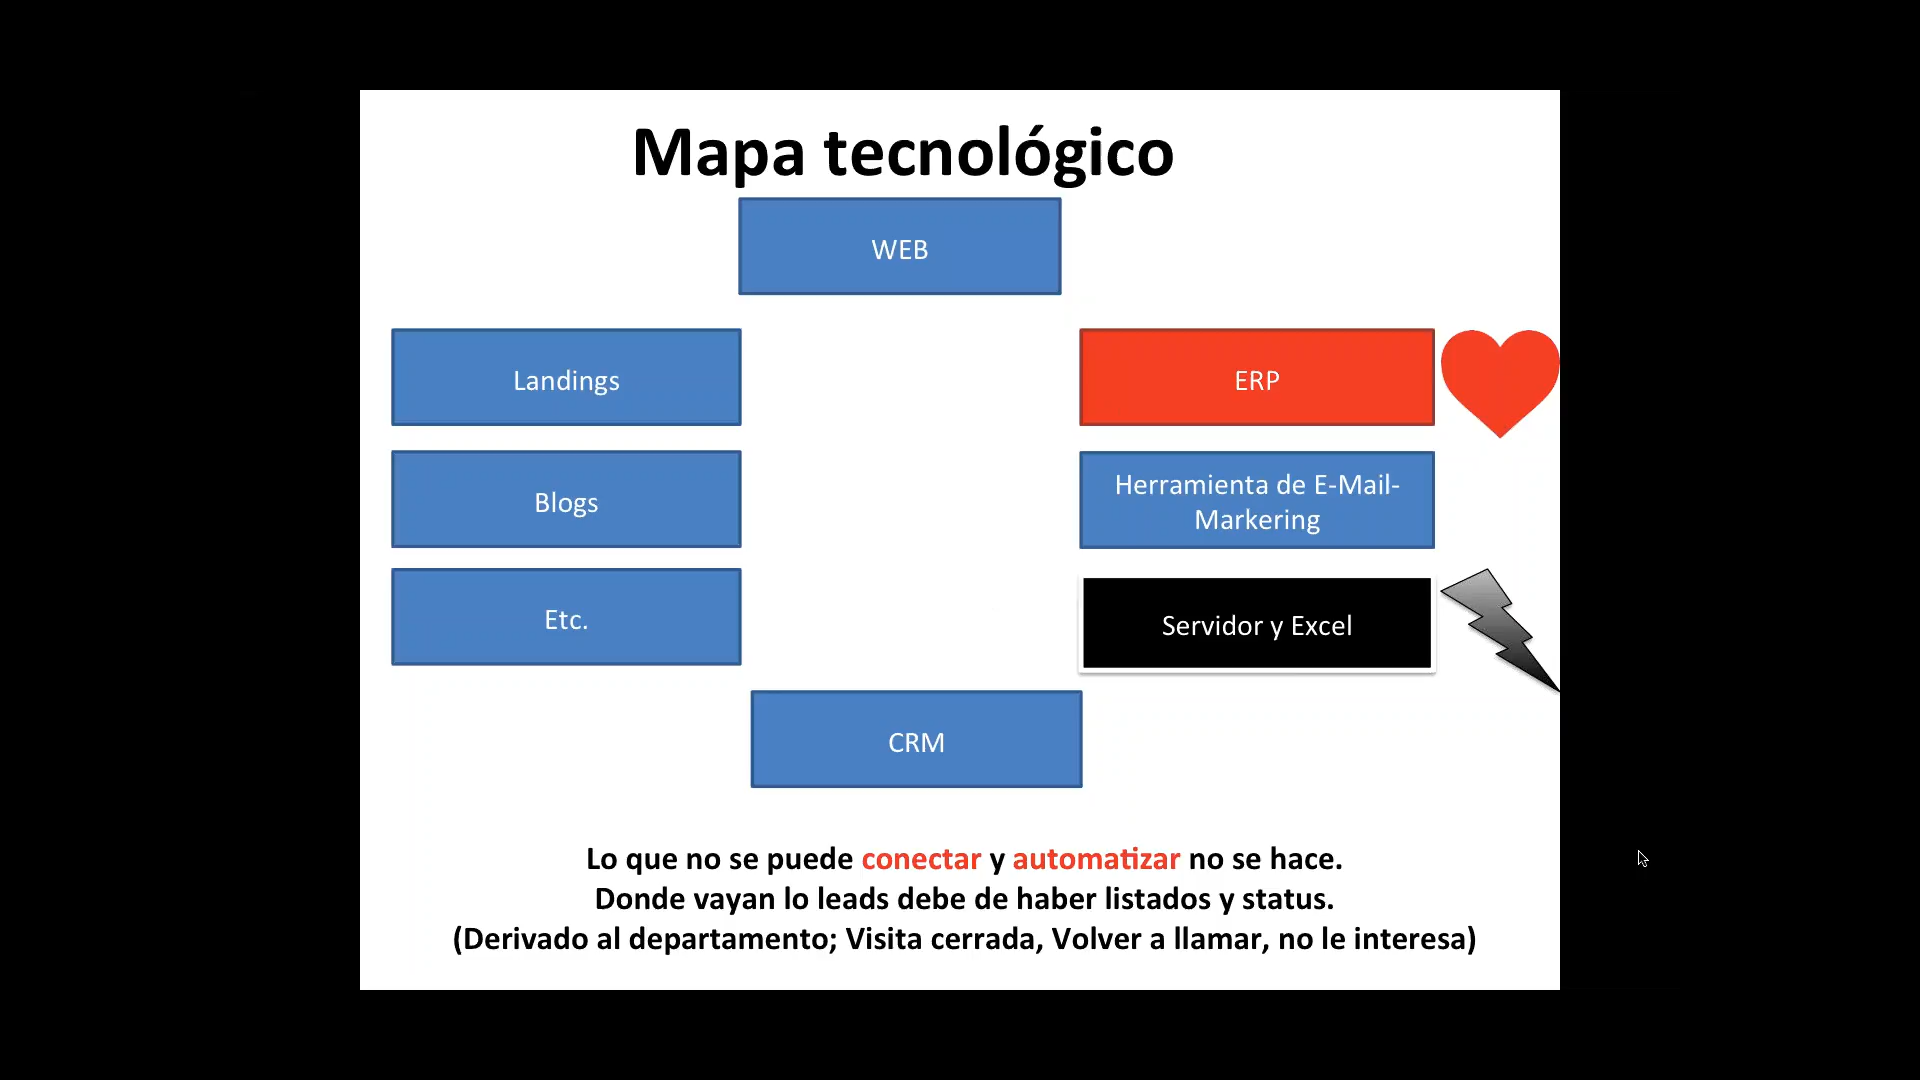 Mapa tecnológico
WEB
Landings
ERP
Blogs
Herramienta de E-Mail-
Markering
Etc.
Servidor y Excel
CRM
Lo que no se puede conectar y automatizar no se hace.
Donde vayan lo leads debe de haber listados y status.
(Derivado al departamento; Visita cerrada, Volver a llamar, no le interesa)